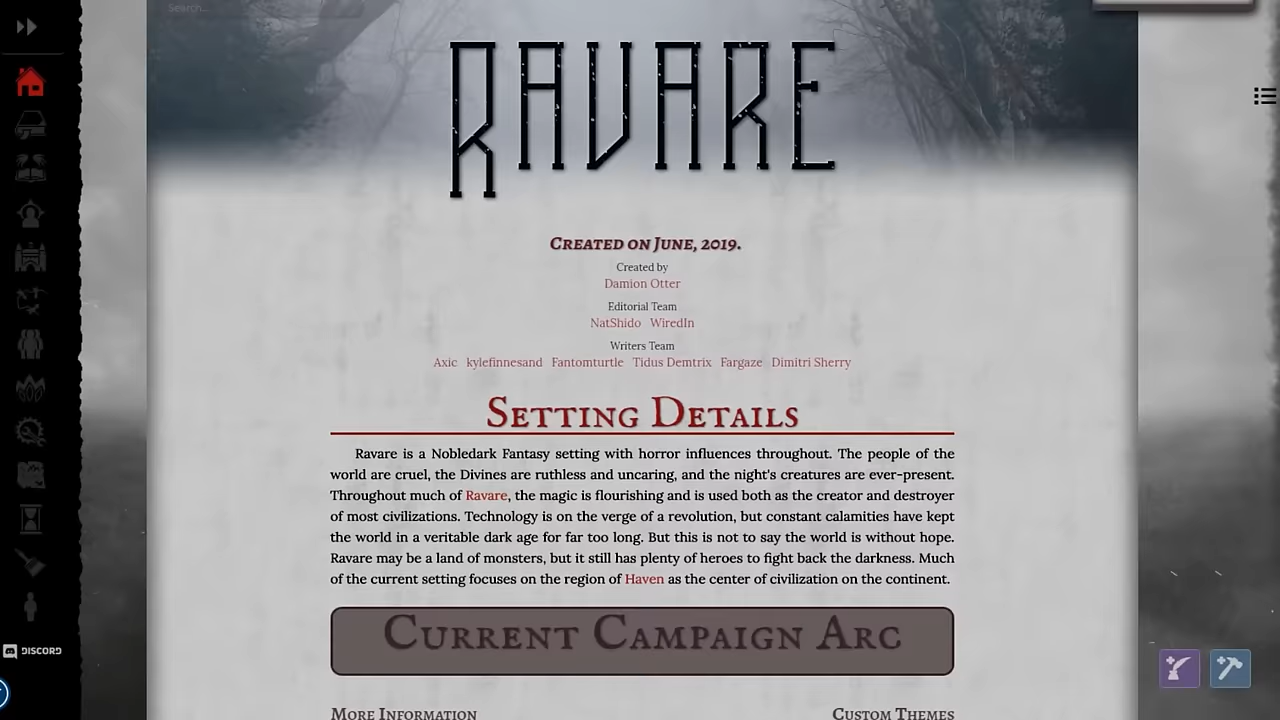 Search...
RAVARE
CREATED ON JUNE, 2019.
Created by
Damion Otter
Editorial Team
NatShido WiredIn
Writers Team
Axic kylefinnesand Fantomturtle Tidus Demtrix Fargaze Dimitri Sherry
SETTING DETAILS
Ravare is a Nobledark Fantasy setting with horror influences throughout. The people of the
world are cruel, the Divines are ruthless and uncaring, and the night's creatures are ever-present.
Throughout much of Ravare, the magic is flourishing and is used both as the creator and destroyer
of most civilizations. Technology is on the verge of a revolution, but constant calamities have kept
the world in a veritable dark age for far too long. But this is not to say the world is without hope.
Ravare may be a land of monsters, but it still has plenty of heroes to fight back the darkness. Much
of the current setting focuses on the region of Haven as the center of civilization on the continent.
CURRENT CAMPAIGN ARC
DISCORD
MORE INFORMATION CUSTOM THEMES